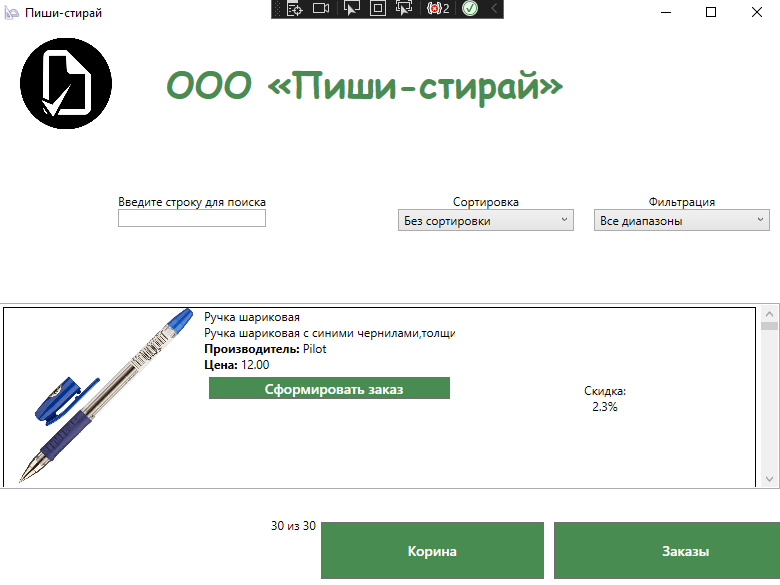 Пиши-стирай
2
ООО «Пиши-стирай»
Введите строку для поиска
Сортировка
Фильтрация
Без сортировки
Все диапазоны
Ручка шариковая
Ручка шариковая с синими чернилами,толщи
Производитель: Pilot
Цена: 12.00
Сформировать заказ
Скидка:
2.3%
30 из 30
Корина
Заказы